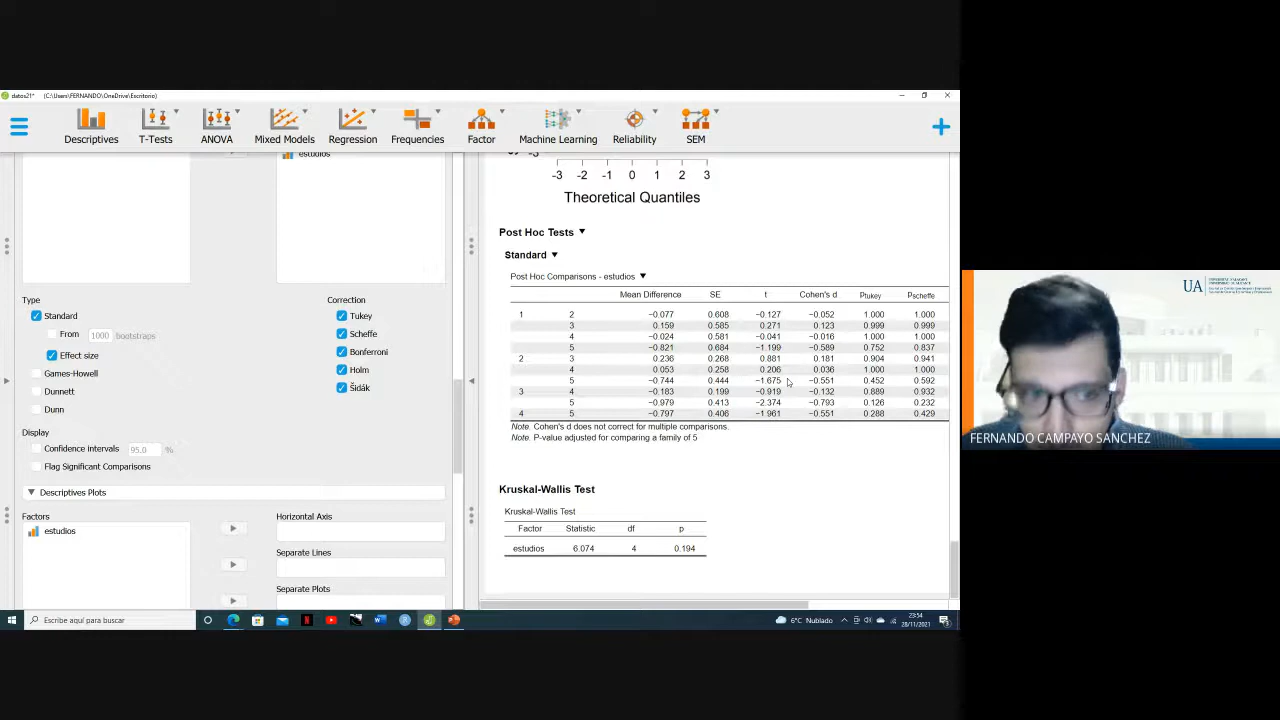 datos21* (C:\Users\FERNANDO\OneDrive\Escritorio)
Descriptives T-Tests ANOVA Mixed Models Regression Frequencies Factor Machine Learning Reliability SEM
estudios
Type
Correction
Standard
Tukey
From 1000 bootstraps
Scheffe
Effect size
Bonferroni
Games-Howell
Holm
Dunnett
Šidák
Dunn
Display
Confidence intervals 95.0 %
Flag Significant Comparisons
Descriptives Plots
Factors
Horizontal Axis
estudios
Separate Lines
Separate Plots
-3
-3 -2 -1 0 1 2 3
Theoretical Quantiles
Post Hoc Tests
Standard
Post Hoc Comparisons - estudios
Mean Difference SE t Cohen's d Ptukey Pscheffe
1 2 −0.077 0.608 −0.127 −0.052 1.000 1.000
3 0.159 0.585 0.271 0.123 0.999 0.999
4 −0.024 0.581 −0.041 −0.016 1.000 1.000
5 −0.821 0.684 −1.199 −0.589 0.752 0.837
2 3 0.236 0.268 0.881 0.181 0.904 0.941
4 0.053 0.258 0.206 0.036 1.000 1.000
5 −0.744 0.444 −1.675 −0.551 0.452 0.592
3 4 −0.183 0.199 −0.919 −0.132 0.889 0.932
5 −0.979 0.413 −2.374 −0.793 0.126 0.232
4 5 −0.797 0.406 −1.961 −0.551 0.288 0.429
Note. Cohen's d does not correct for multiple comparisons.
Note. P-value adjusted for comparing a family of 5
Kruskal-Wallis Test
Kruskal-Wallis Test
Factor Statistic df p
estudios 6.074 4 0.194
Escribe aquí para buscar
6°C Nublado
23:54
28/11/2021
UA
FERNANDO CAMPAYO SANCHEZ